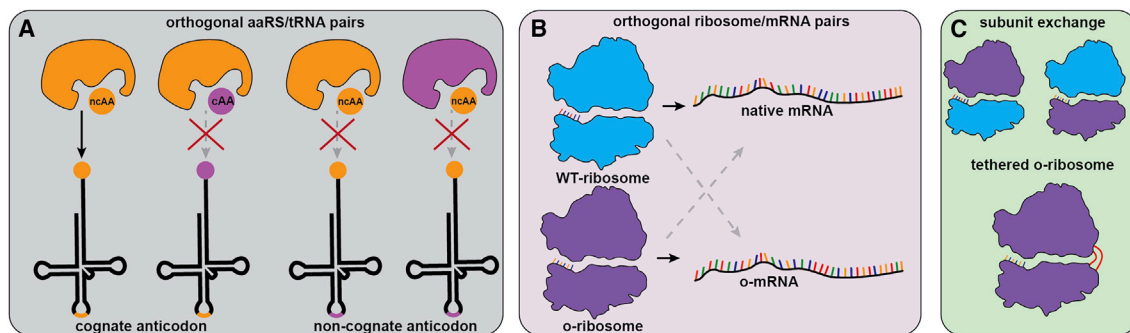 A
orthogonal aaRS/tRNA pairs
ncAA
cAA
ncAA
ncAA
cognate anticodon
non-cognate anticodon
B
orthogonal ribosome/mRNA pairs
native mRNA
WT-ribosome
o-mRNA
o-ribosome
C
subunit exchange
tethered o-ribosome